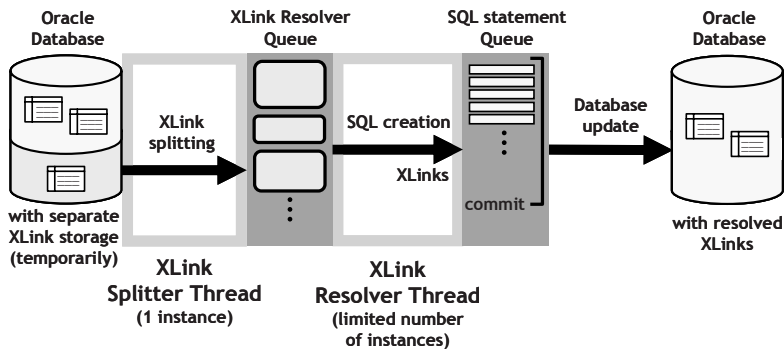 Oracle
Database
XLink Resolver
Queue
SQL statement
Queue
Oracle
Database
XLink
splitting
SQL creation
XLinks
Database
update
commit
with separate
XLink storage
(temporarily)
with resolved
XLinks
XLink
Splitter Thread
(1 instance)
XLink
Resolver Thread
(limited number
of instances)